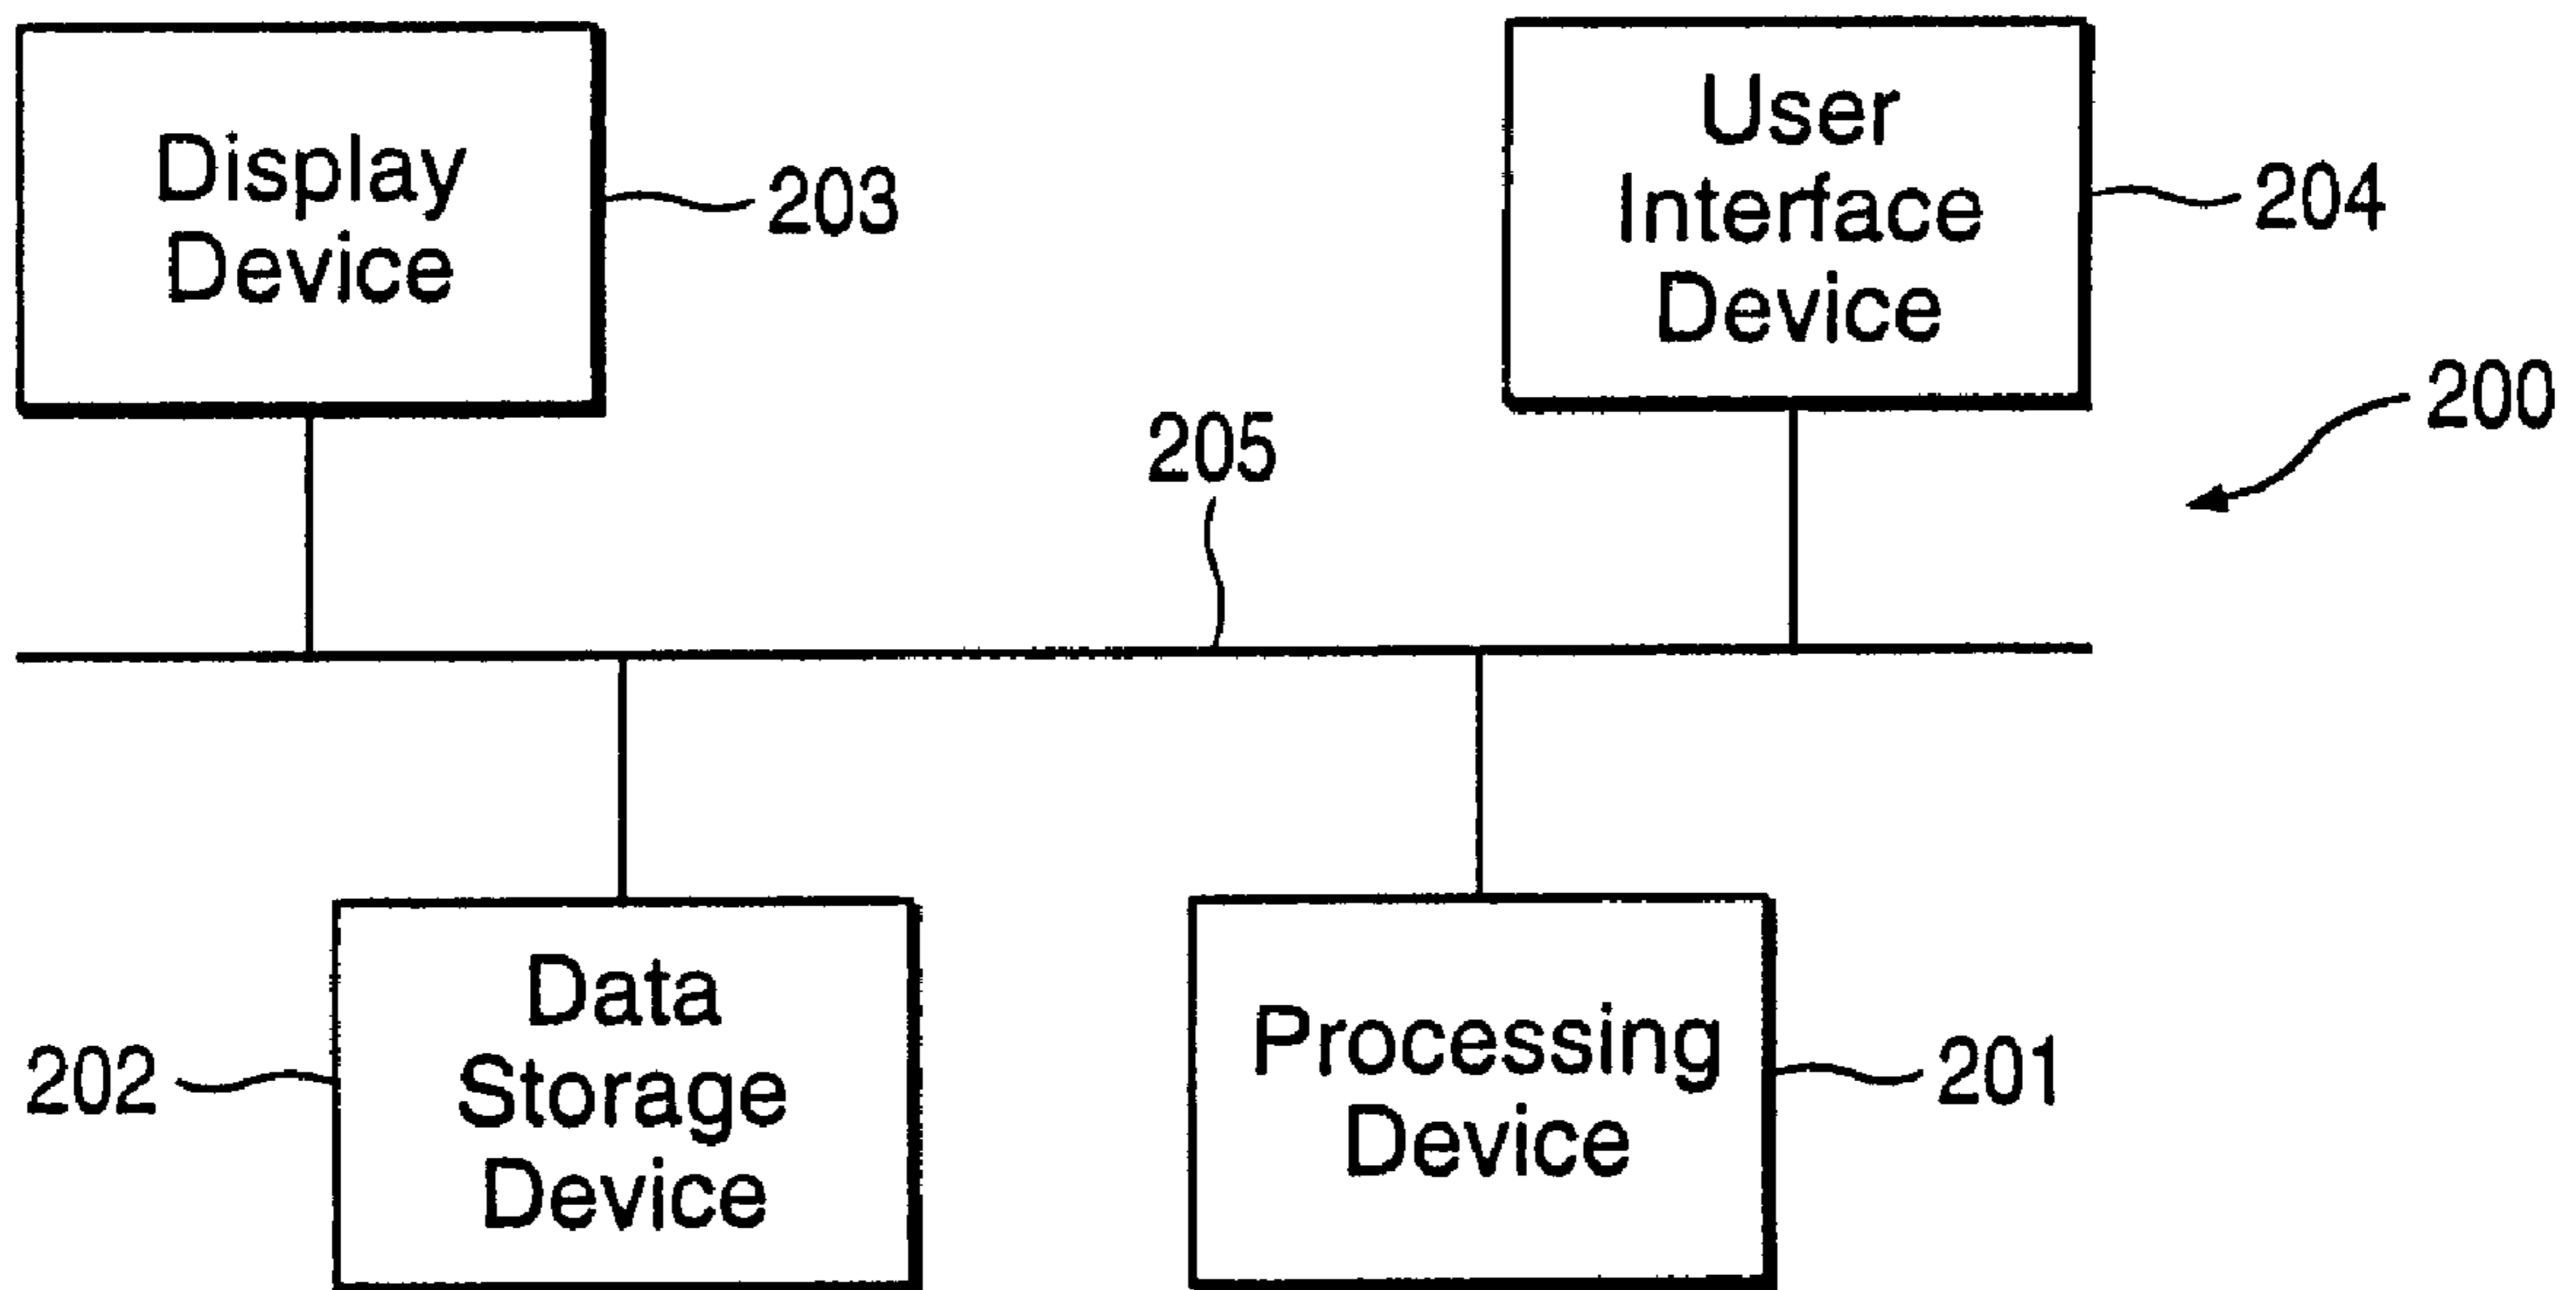 Display
Device
203
User
Interface
Device
204
200
205
Data
Storage
Device
202
Processing
Device
201